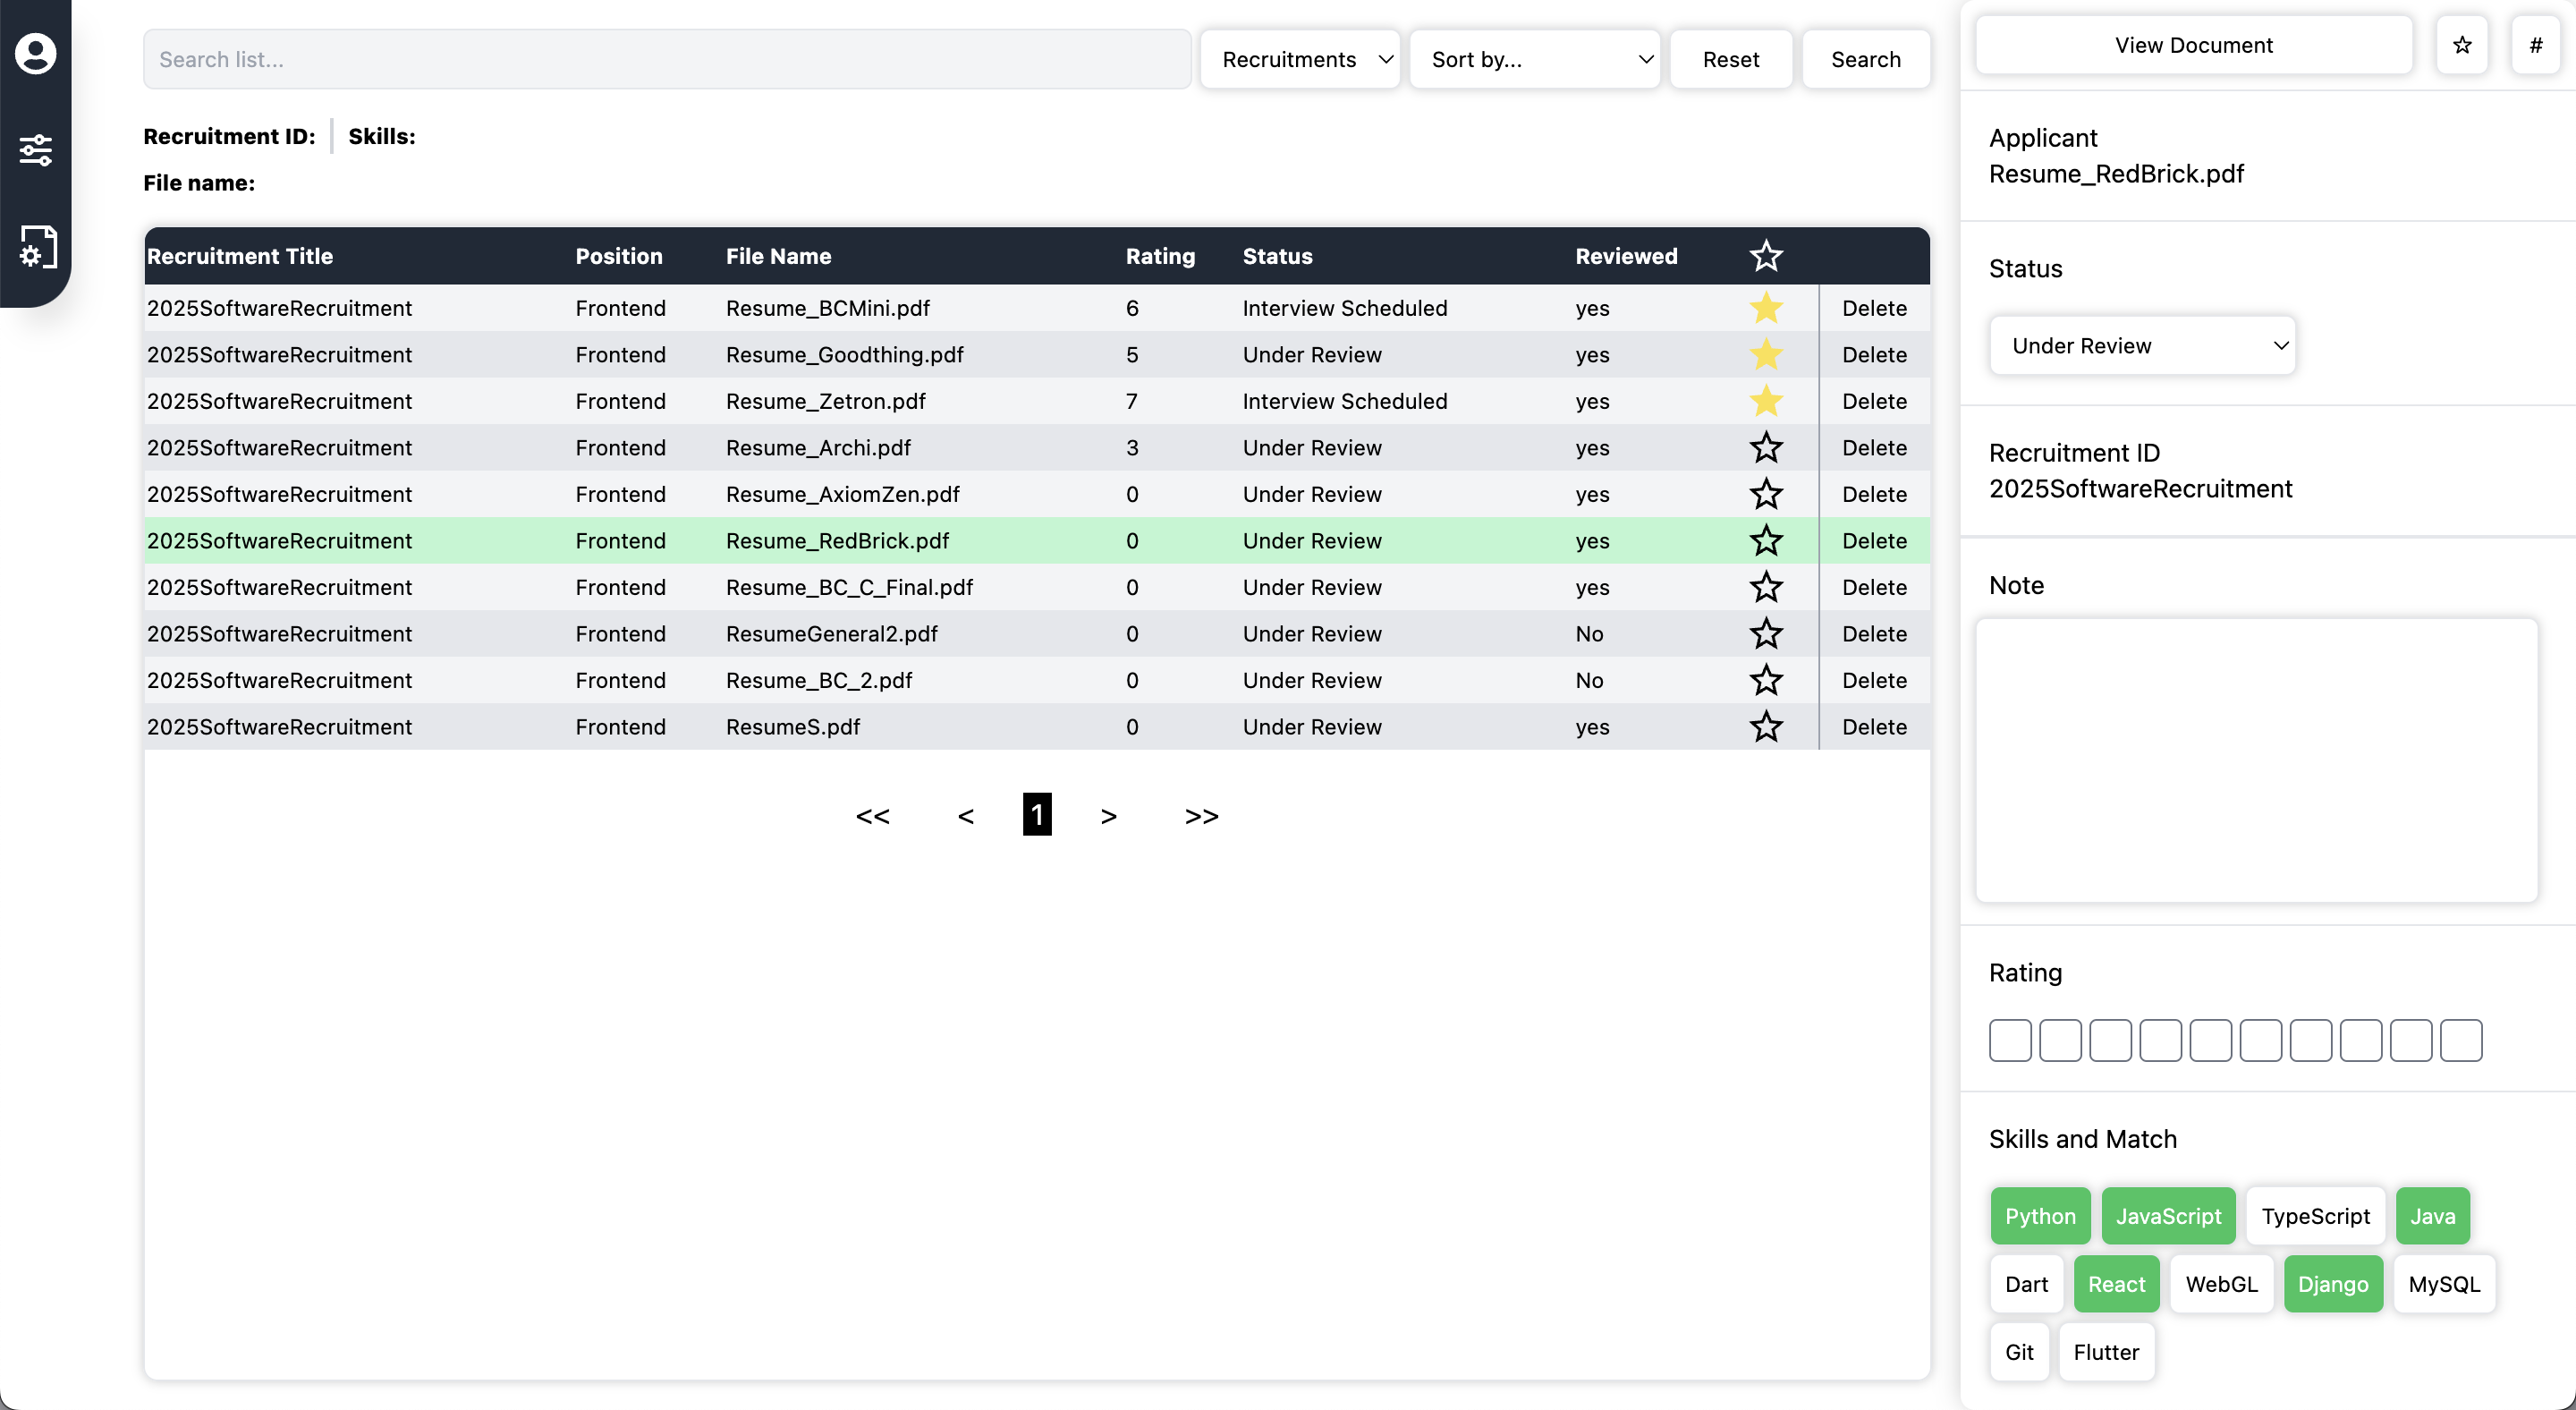 Search list...
Recruitments
Sort by...
Reset
Search
Recruitment ID:
Skills:
File name:
Recruitment Title Position File Name Rating Status Reviewed
2025SoftwareRecruitment Frontend Resume_BCMini.pdf 6 Interview Scheduled yes Delete
2025SoftwareRecruitment Frontend Resume_Goodthing.pdf 5 Under Review yes Delete
2025SoftwareRecruitment Frontend Resume_Zetron.pdf 7 Interview Scheduled yes Delete
2025SoftwareRecruitment Frontend Resume_Archi.pdf 3 Under Review yes Delete
2025SoftwareRecruitment Frontend Resume_AxiomZen.pdf 0 Under Review yes Delete
2025SoftwareRecruitment Frontend Resume_RedBrick.pdf 0 Under Review yes Delete
2025SoftwareRecruitment Frontend Resume_BC_C_Final.pdf 0 Under Review yes Delete
2025SoftwareRecruitment Frontend ResumeGeneral2.pdf 0 Under Review No Delete
2025SoftwareRecruitment Frontend Resume_BC_2.pdf 0 Under Review No Delete
2025SoftwareRecruitment Frontend ResumeS.pdf 0 Under Review yes Delete
<< < 1 > >>
View Document
#
Applicant
Resume_RedBrick.pdf
Status
Under Review
Recruitment ID
2025SoftwareRecruitment
Note
Rating
Skills and Match
Python JavaScript TypeScript Java
Dart React WebGL Django MySQL
Git Flutter